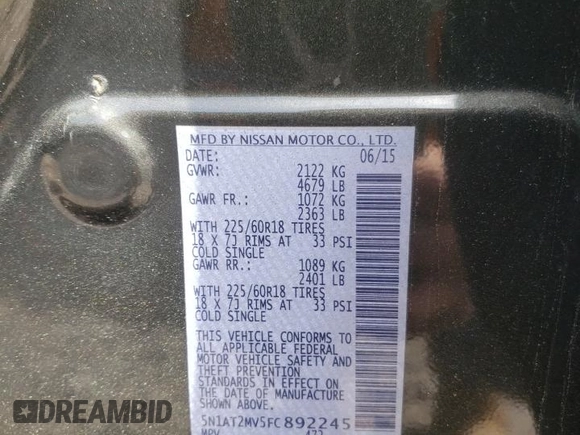 MFD BY NISSAN MOTOR CO., LTD.
DATE: 06/15
GVWR: 2122 KG
4679 LB
GAWR FR.: 1072 KG
2363 LB
WITH 225/60R18 TIRES
18 X 7J RIMS AT 33 PSI
COLD SINGLE
GAWR RR.: 1089 KG
2401 LB
WITH 225/60R18 TIRES
18 X 7J RIMS AT 33 PSI
COLD SINGLE
THIS VEHICLE CONFORMS TO
ALL APPLICABLE FEDERAL
MOTOR VEHICLE SAFETY AND
THEFT PREVENTION
STANDARDS IN EFFECT ON
THE DATE OF MANUFACTURE
SHOWN ABOVE.
5N1AT2MV5FC892245
MPV
DREAMBID